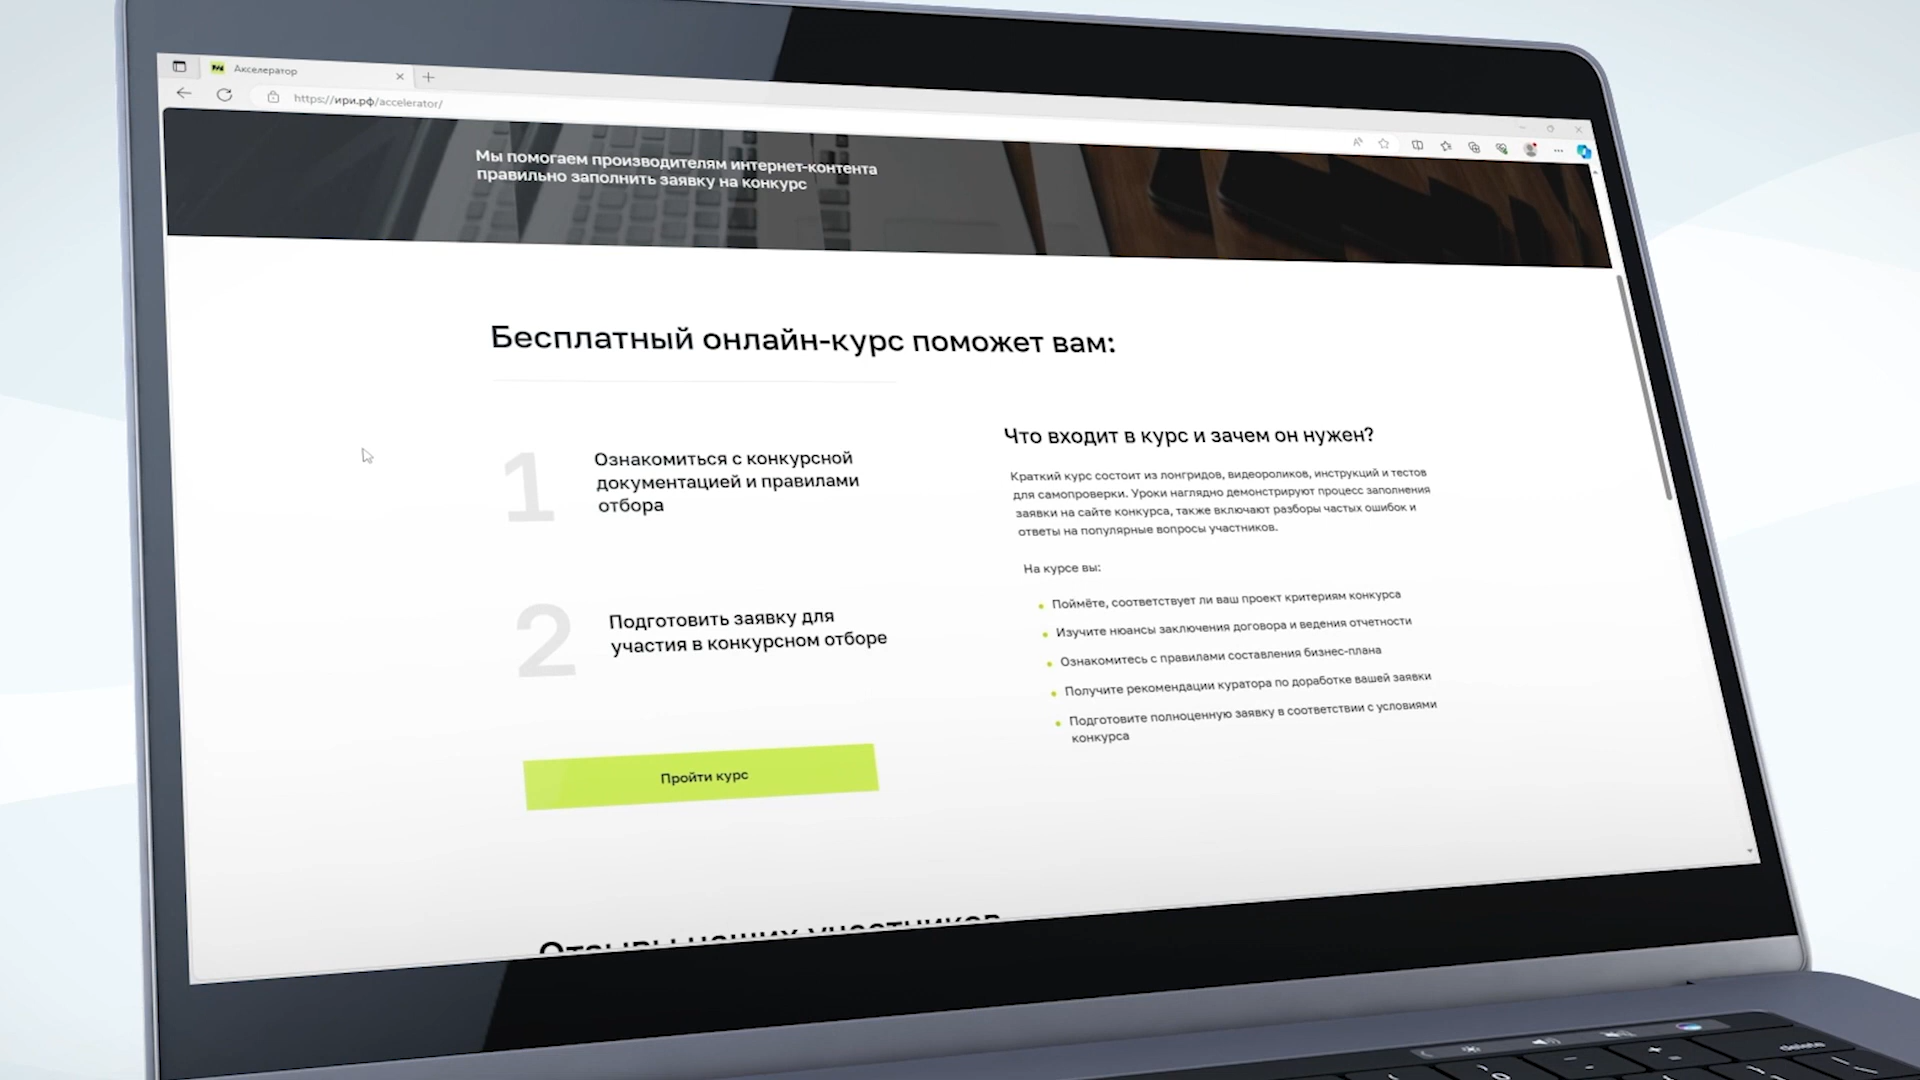 Акселератор
https://ири.рф/accelerator/
Мы помогаем производителям интернет-контента
правильно заполнить заявку на конкурс
Бесплатный онлайн-курс поможет вам:
1
Ознакомиться с конкурсной
документацией и правилами
отбора
2
Подготовить заявку для
участия в конкурсном отборе
Пройти курс
Что входит в курс и зачем он нужен?
Краткий курс состоит из лонгридов, видеороликов, инструкций и тестов
для самопроверки. Уроки наглядно демонстрируют процесс заполнения
заявки на сайте конкурса, также включают разборы частых ошибок и
ответы на популярные вопросы участников.
На курсе вы:
Поймёте, соответствует ли ваш проект критериям конкурса
Изучите нюансы заключения договора и ведения отчетности
Ознакомитесь с правилами составления бизнес-плана
Получите рекомендации куратора по доработке вашей заявки
Подготовите полноценную заявку в соответствии с условиями
конкурса
Отзывы наших участников
delete